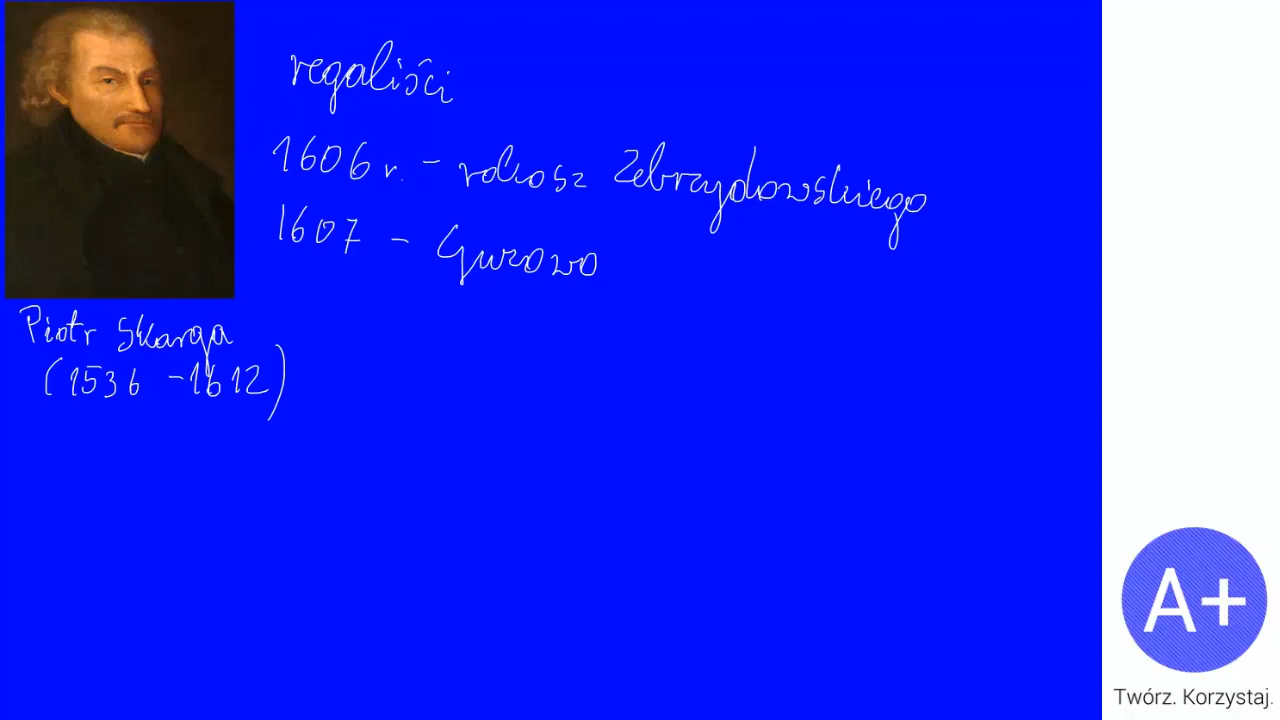 regaliści
1606 r. - rokosz Zebrzydowskiego
1607 - Guzowo
Piotr Skarga
(1536 - 1612)
A+
Twórz. Korzystaj.